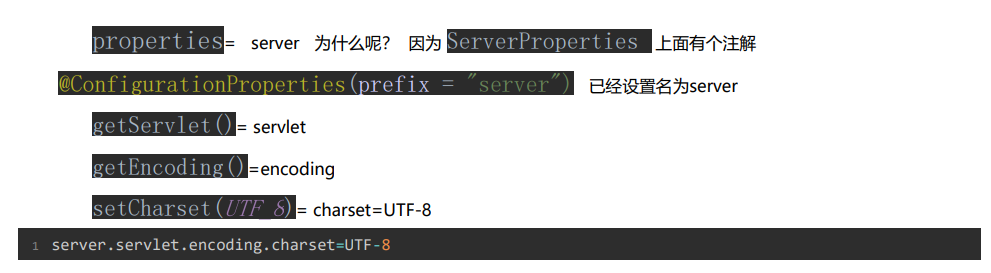 properties= server 为什么呢? 因为 ServerProperties 上面有个注解
@ConfigurationProperties(prefix = "server") 已经设置名为server
getServlet()= servlet
getEncoding()=encoding
setCharset(UTF_8)= charset=UTF-8
1 server.servlet.encoding.charset=UTF-8